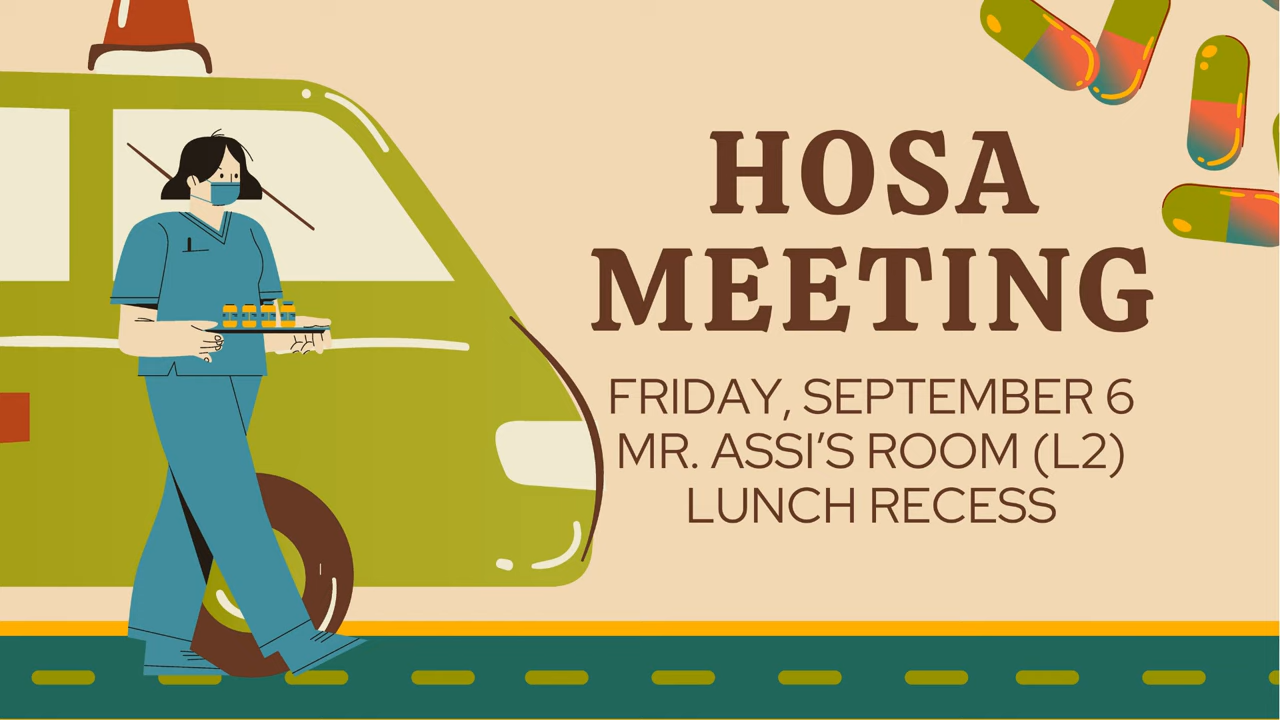 HOSA
MEETING
FRIDAY, SEPTEMBER 6
MR. ASSI'S ROOM (L2)
LUNCH RECESS